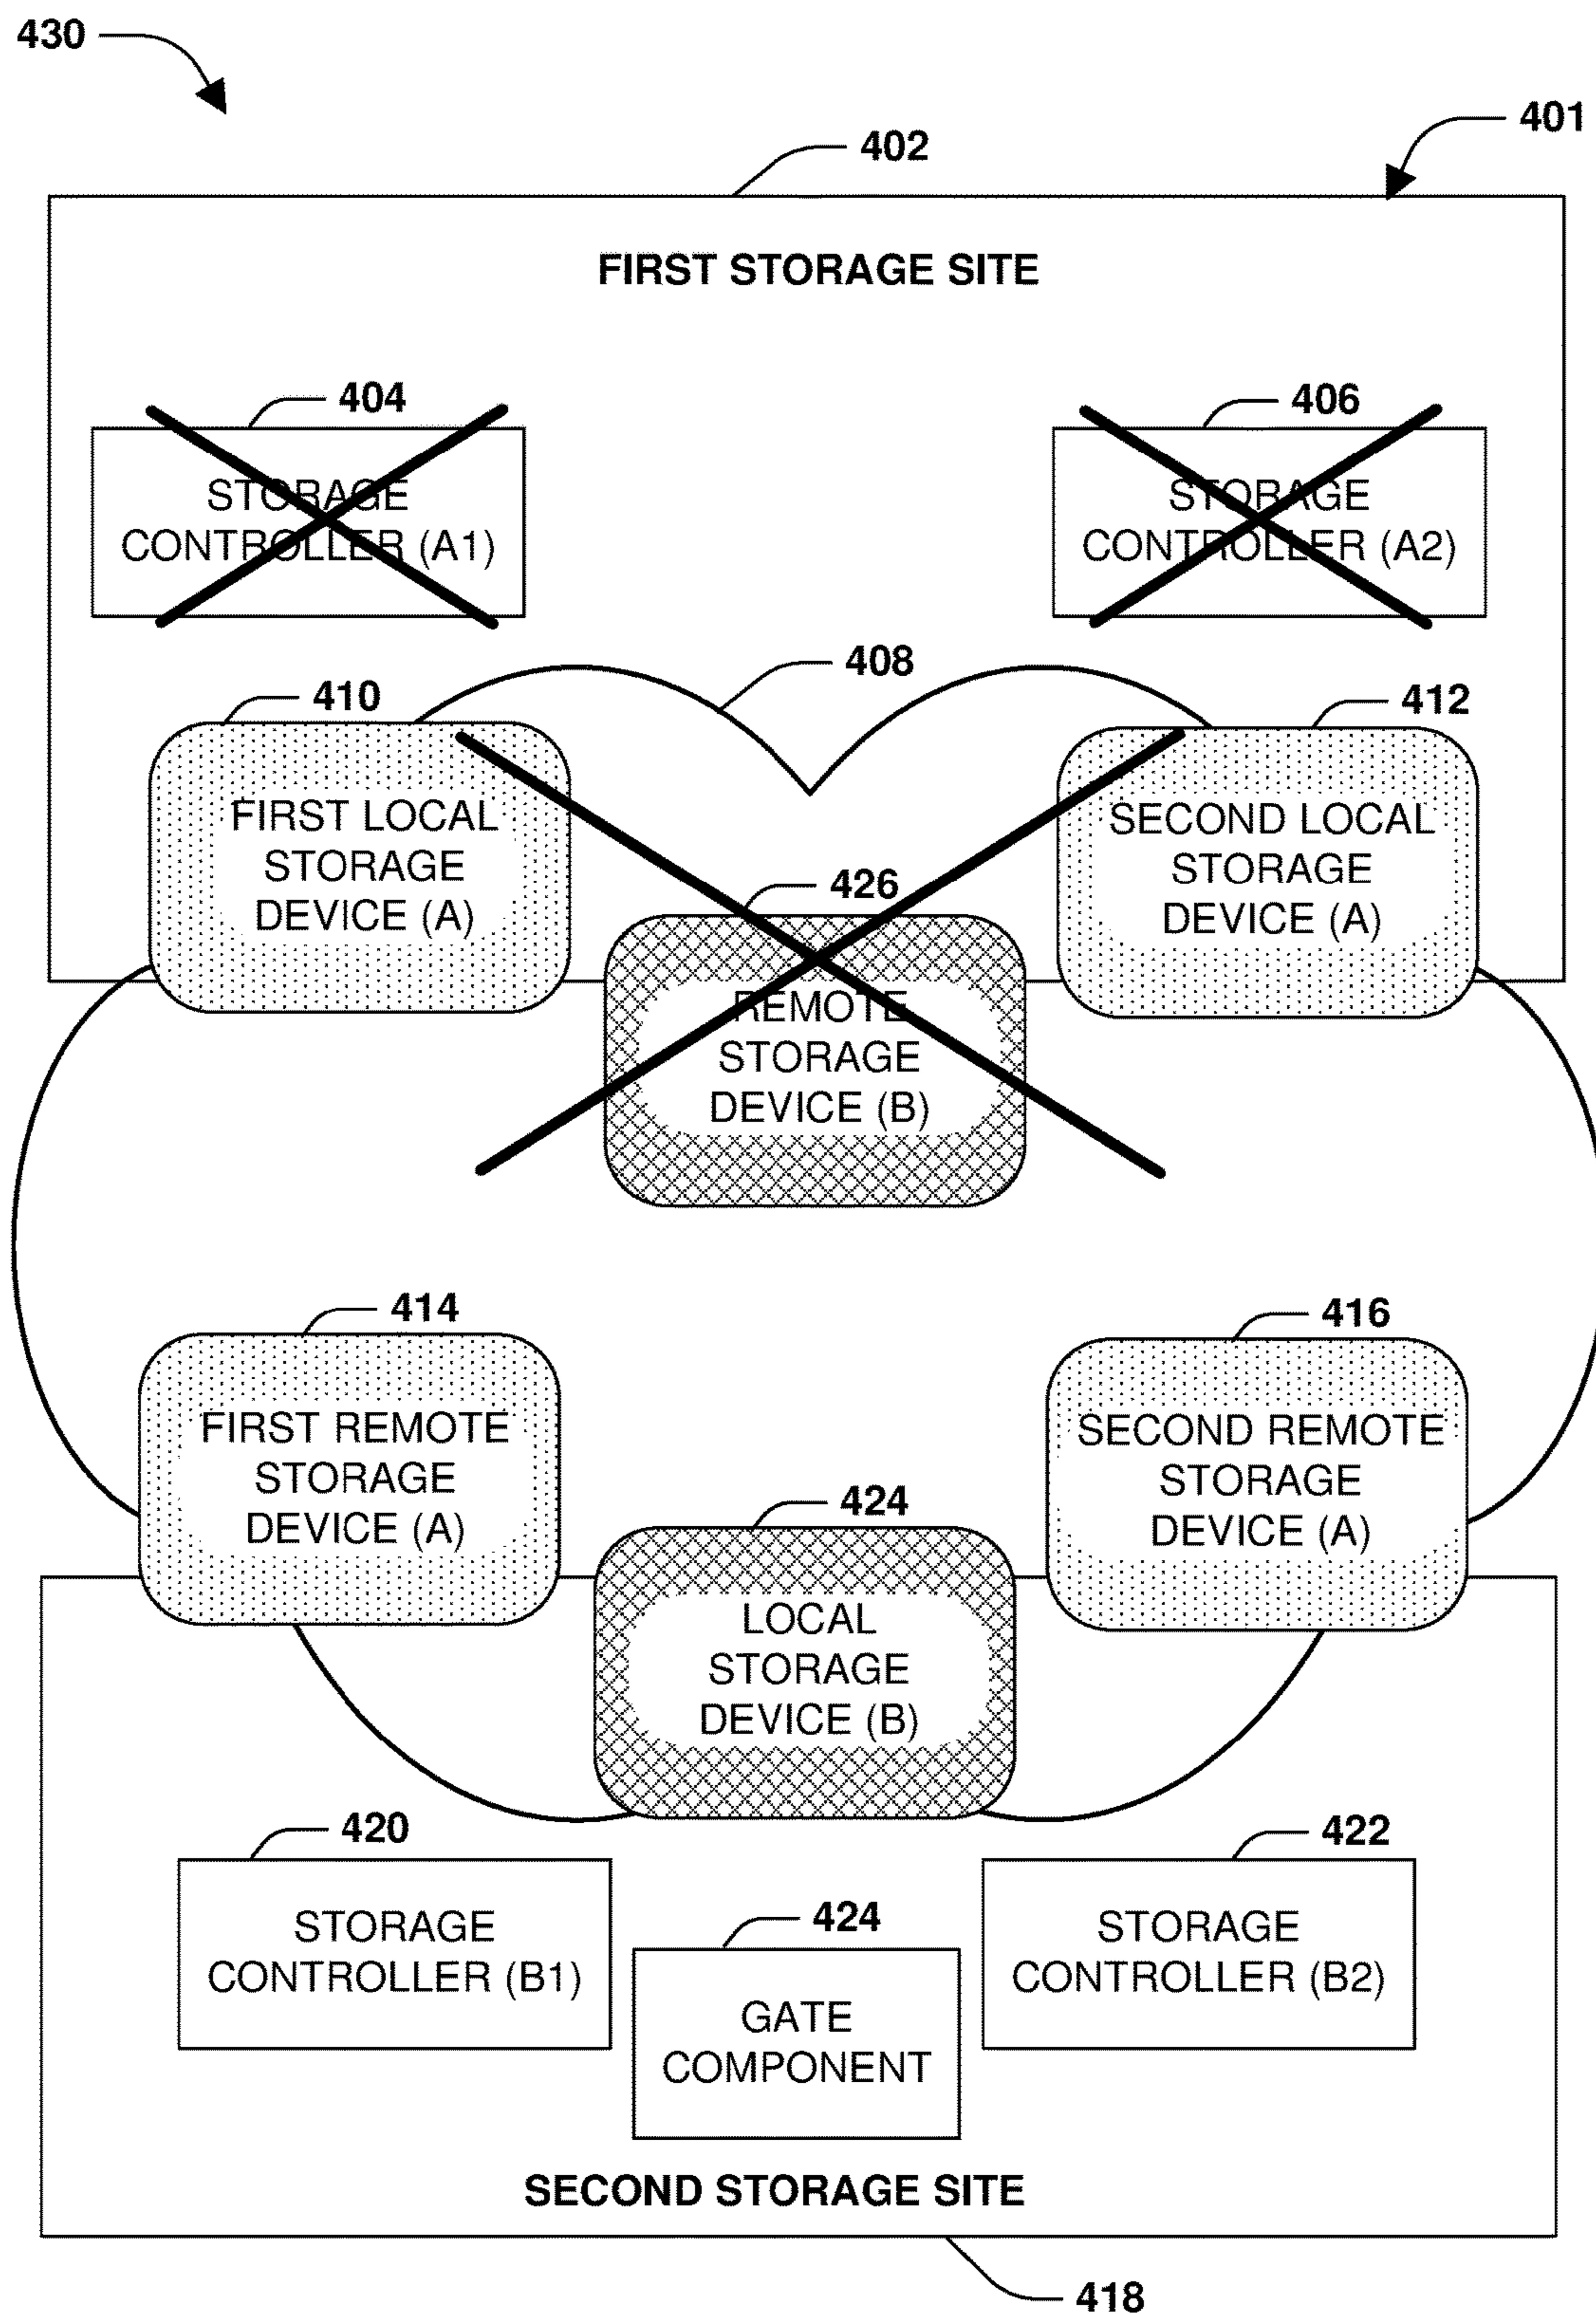 430
401
402
FIRST STORAGE SITE
404
406
STORAGE
CONTROLLER (A1)
STORAGE
CONTROLLER (A2)
408
410
412
FIRST LOCAL
STORAGE
DEVICE (A)
SECOND LOCAL
STORAGE
DEVICE (A)
426
REMOTE
STORAGE
DEVICE (B)
414
416
FIRST REMOTE
STORAGE
DEVICE (A)
SECOND REMOTE
STORAGE
DEVICE (A)
424
LOCAL
STORAGE
DEVICE (B)
420
422
STORAGE
CONTROLLER (B1)
424
STORAGE
CONTROLLER (B2)
GATE
COMPONENT
SECOND STORAGE SITE
418